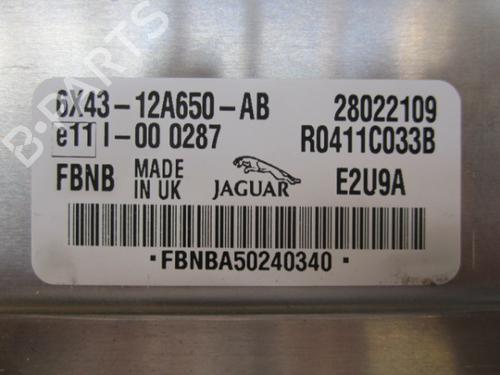 6X43-12A650-AB 28022109
e11 I-00 0287 R0411C033B
FBNB MADE IN UK JAGUAR E2U9A
·FBNBA50240340·
B-PARTS